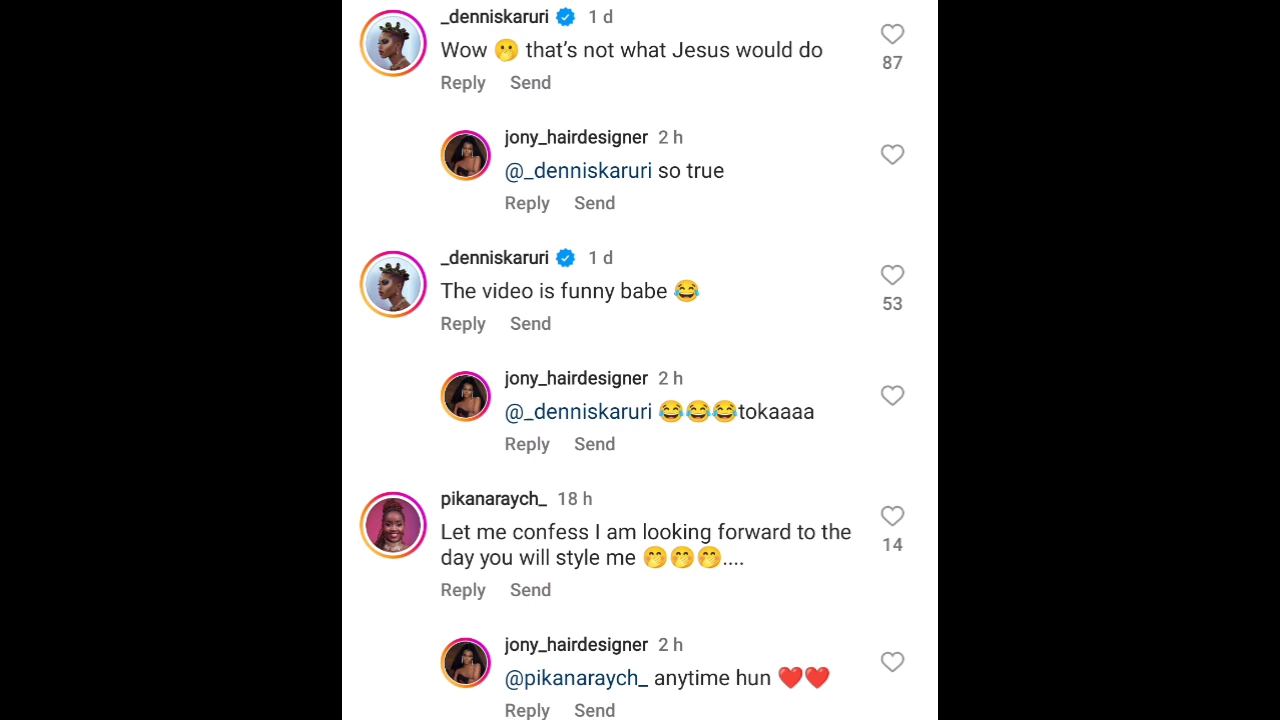 _denniskaruri 1 d
Wow 🫢 that’s not what Jesus would do
87
Reply Send
jony_hairdesigner 2 h
@_denniskaruri so true
Reply Send
_denniskaruri 1 d
The video is funny babe 😂
53
Reply Send
jony_hairdesigner 2 h
@_denniskaruri 😂😂😂tokaaaa
Reply Send
pikanaraych_ 18 h
Let me confess I am looking forward to the
day you will style me 🤭🤭🤭....
14
Reply Send
jony_hairdesigner 2 h
@pikanaraych_ anytime hun ❤️❤️
Reply Send